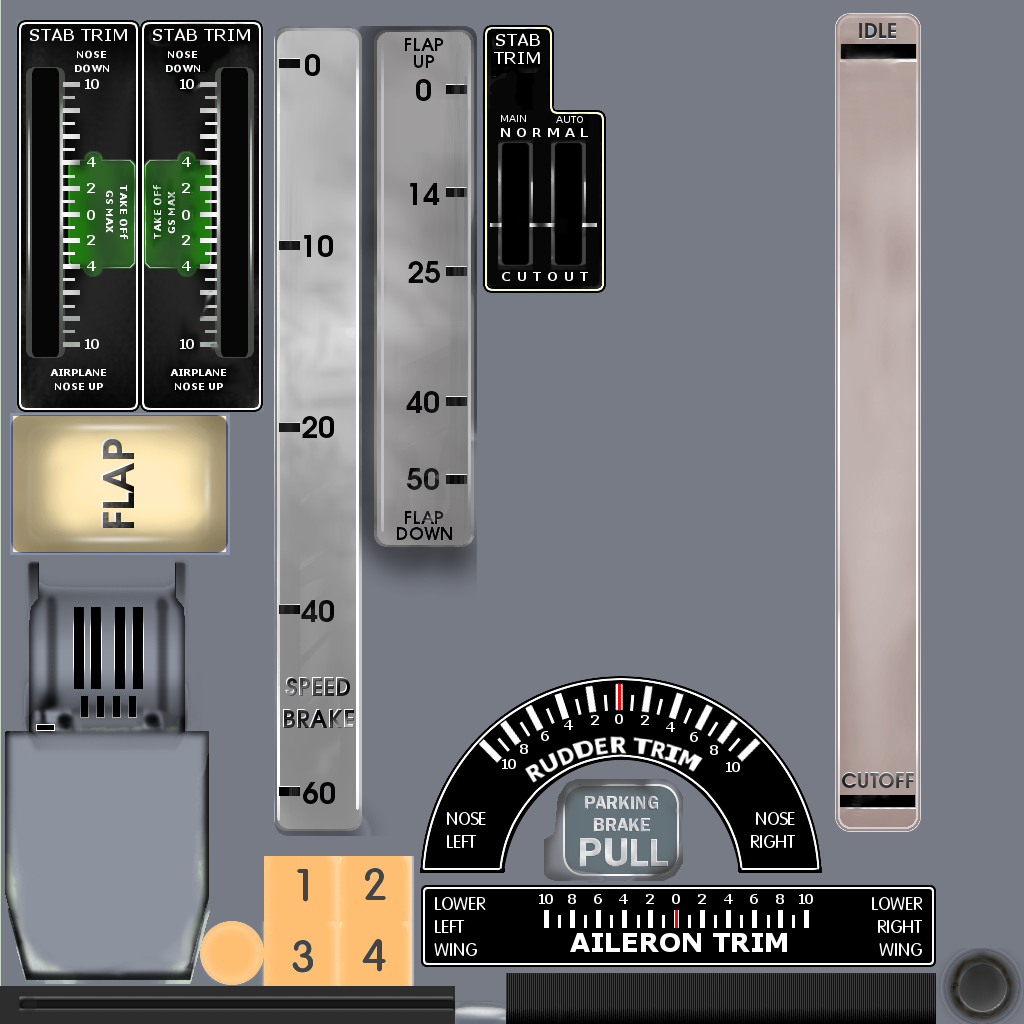 STAB TRIM
NOSE
DOWN
10
4
2
0
2
4
10
TAKE OFF
GS MAX
AIRPLANE
NOSE UP
STAB TRIM
NOSE
DOWN
10
4
2
0
2
4
10
TAKE OFF
GS MAX
AIRPLANE
NOSE UP
0
10
20
40
SPEED
BRAKE
60
FLAP
UP
0
14
25
40
50
FLAP
DOWN
STAB
TRIM
MAIN AUTO
NORMAL
CUTOUT
IDLE
CUTOFF
FLAP
1 2
3 4
10 8 6 4 2 0 2 4 6 8 10
RUDDER TRIM
NOSE
LEFT
NOSE
RIGHT
PARKING
BRAKE
PULL
LOWER
LEFT
WING
10 8 6 4 2 0 2 4 6 8 10
AILERON TRIM
LOWER
RIGHT
WING